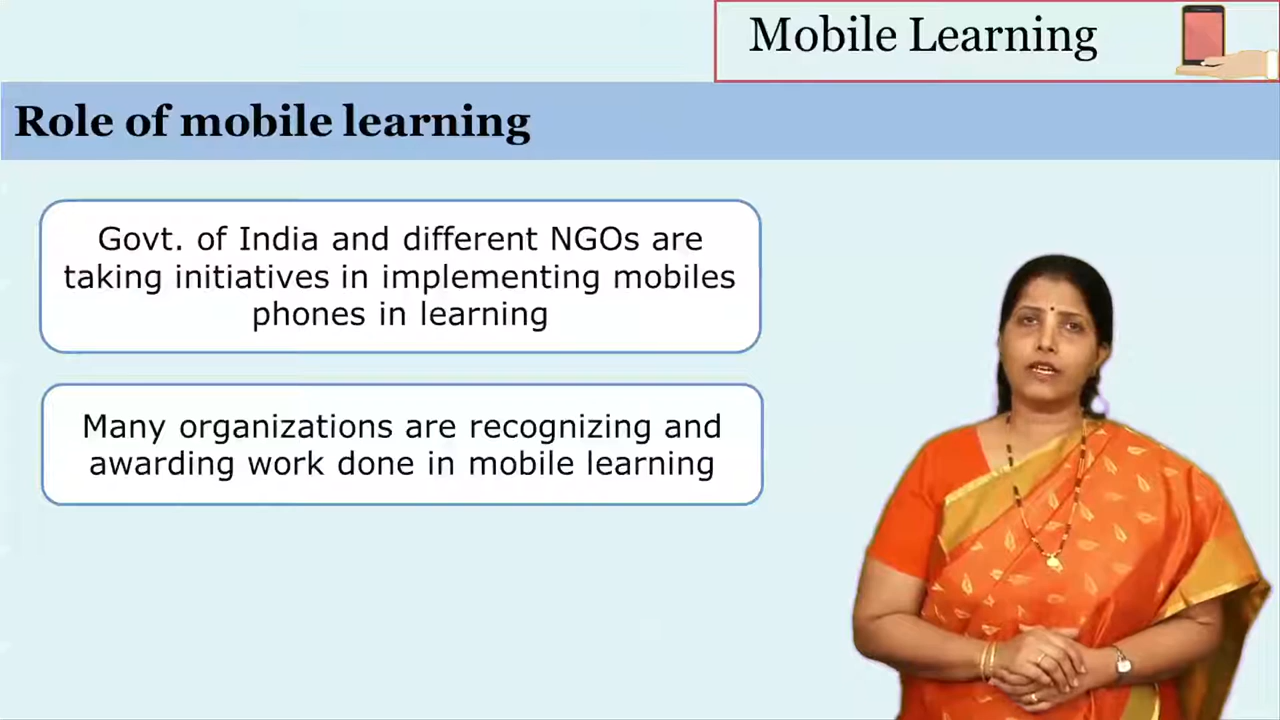 Mobile Learning
Role of mobile learning
Govt. of India and different NGOs are
taking initiatives in implementing mobiles
phones in learning
Many organizations are recognizing and
awarding work done in mobile learning